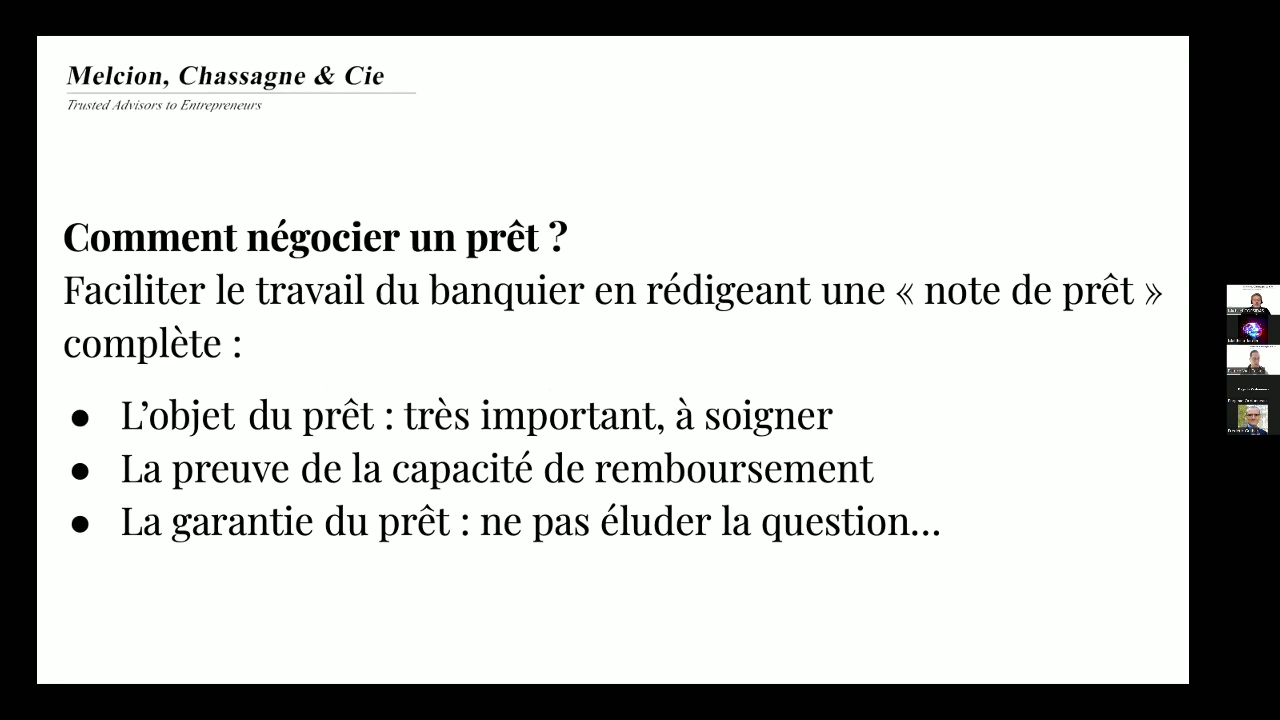 Melcion, Chassagne & Cie
Trusted Advisors to Entrepreneurs
Comment négocier un prêt ?
Faciliter le travail du banquier en rédigeant une « note de prêt »
complète :
● L’objet du prêt : très important, à soigner
● La preuve de la capacité de remboursement
● La garantie du prêt : ne pas éluder la question...